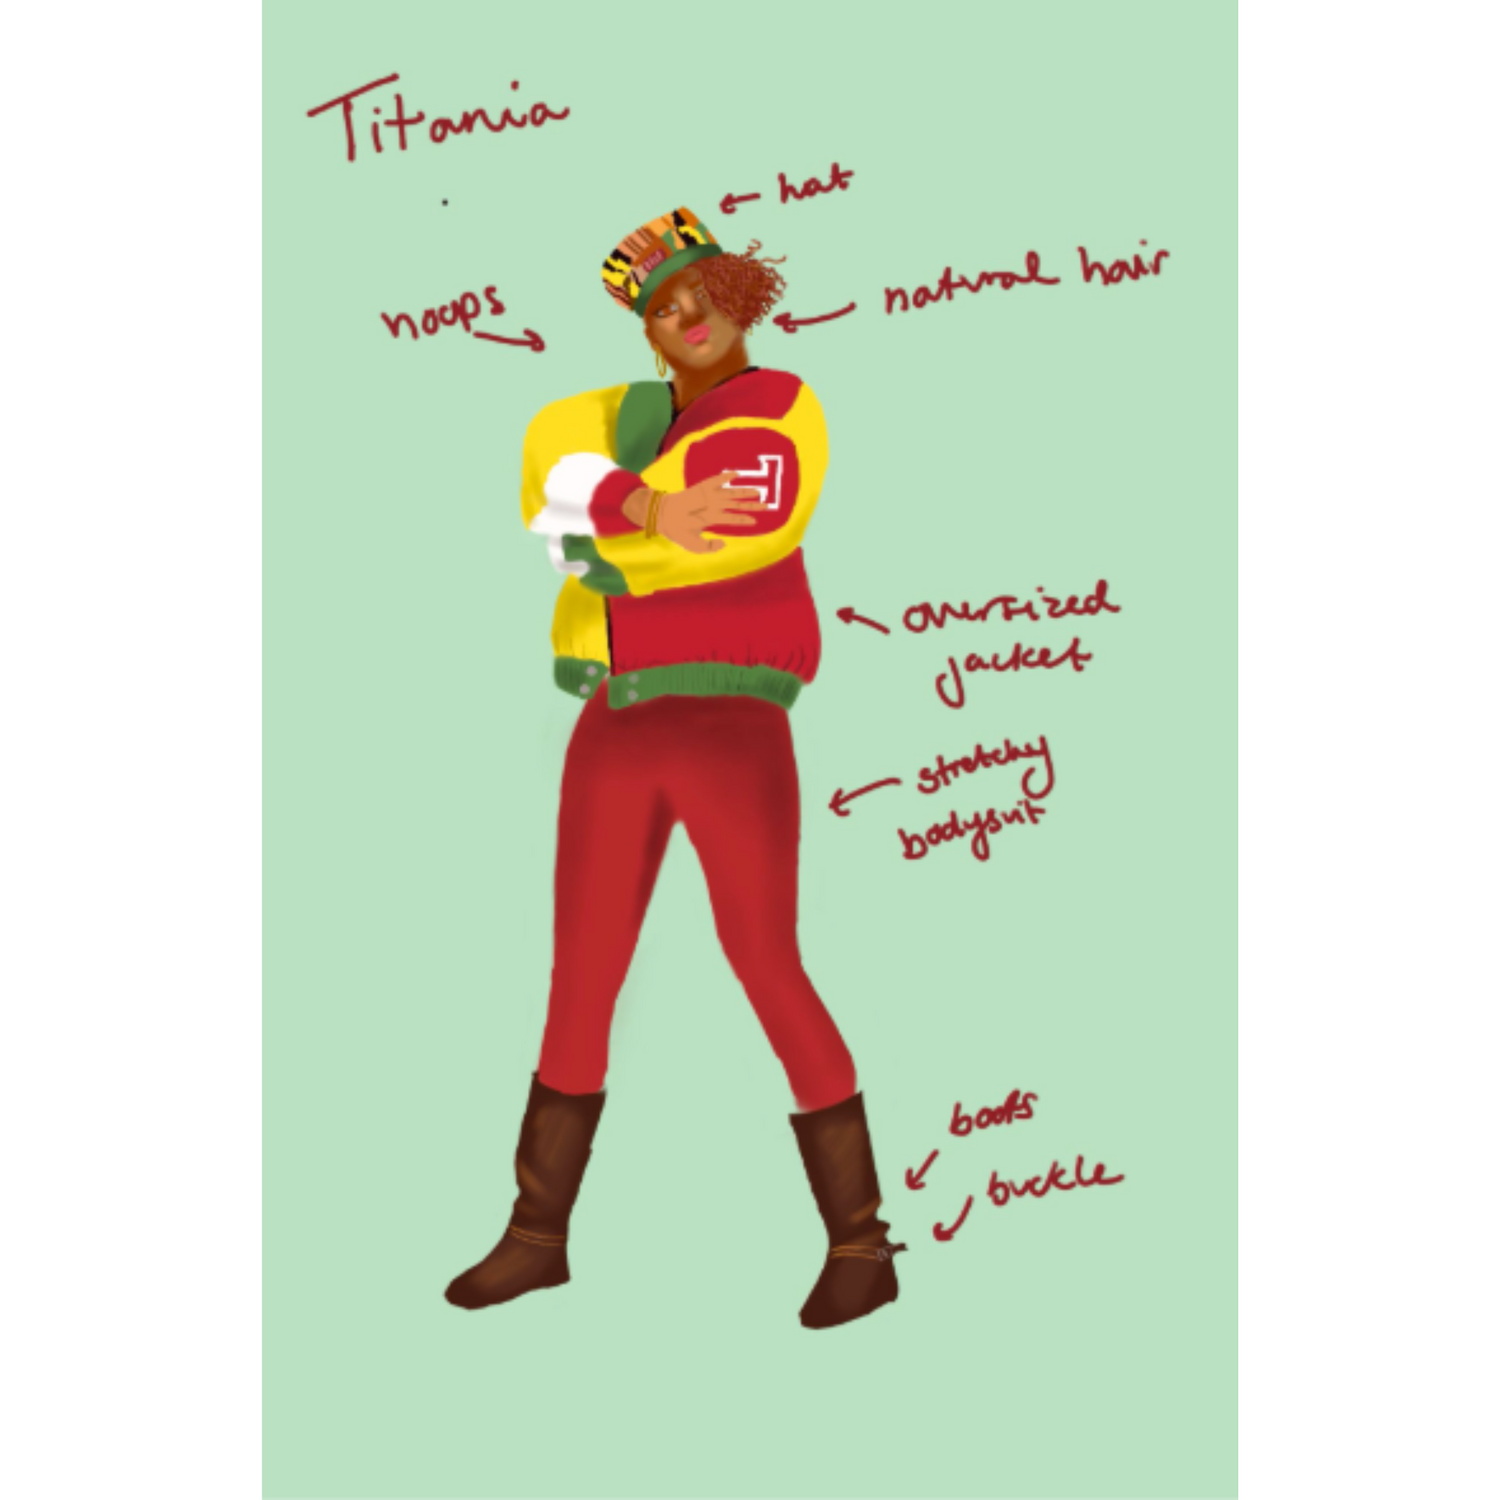 Titania
hat
natural hair
hoops
T
oversized
jacket
stretchy
bodysuit
boots
buckle